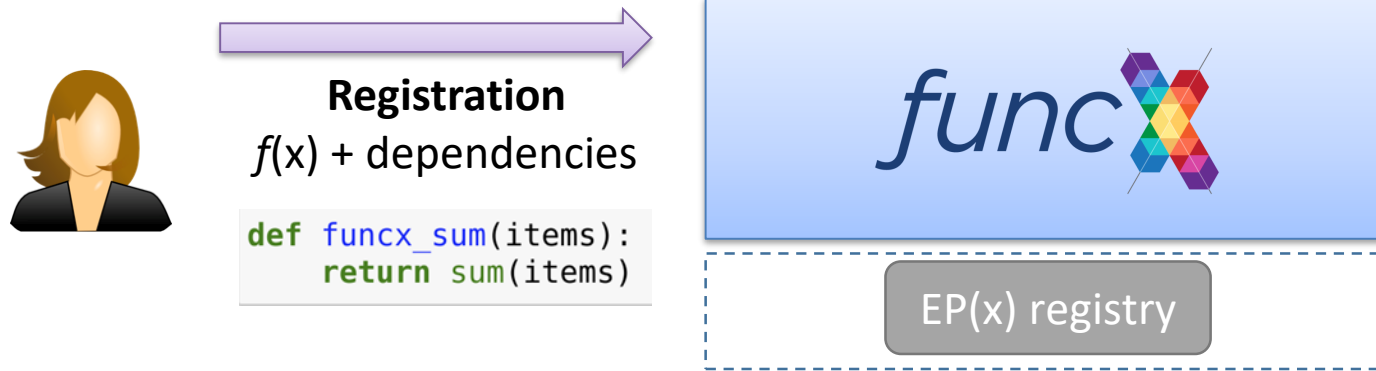 Registration
f(x) + dependencies
def funcx_sum(items):
    return sum(items)
funcX
EP(x) registry